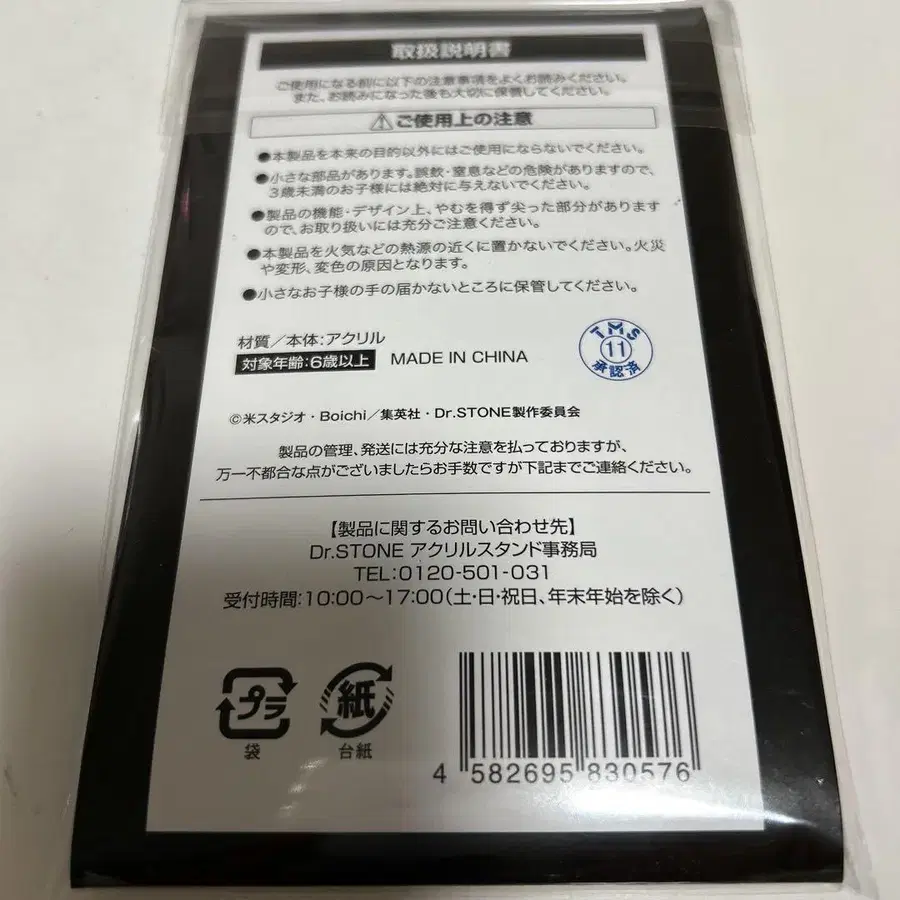 取扱説明書
ご使用になる前に以下の注意事項をよくお読みください。
また、お読みになった後も大切に保管してください。
⚠ご使用上の注意
●本製品を本来の目的以外にはご使用にならないでください。
●小さな部品があります。誤飲・窒息などの危険がありますので、
3歳未満のお子様には絶対に与えないでください。
●製品の機能・デザイン上、やむを得ず尖った部分があります
ので、お取り扱いには充分ご注意ください。
●本製品を火気などの熱源の近くに置かないでください。火災
や変形、変色の原因となります。
●小さなお子様の手の届かないところに保管してください。
材質／本体:アクリル
対象年齢:6歳以上 MADE IN CHINA
TMS
11
承認済
©米スタジオ・Boichi／集英社・Dr.STONE製作委員会
製品の管理、発送には充分な注意を払っておりますが、
万一不都合な点がございましたらお手数ですが下記までご連絡ください。
【製品に関するお問い合わせ先】
Dr.STONE アクリルスタンド事務局
TEL:0120-501-031
受付時間:10:00〜17:00(土・日・祝日、年末年始を除く)
プラ
袋
紙
台紙
4 582695 830576